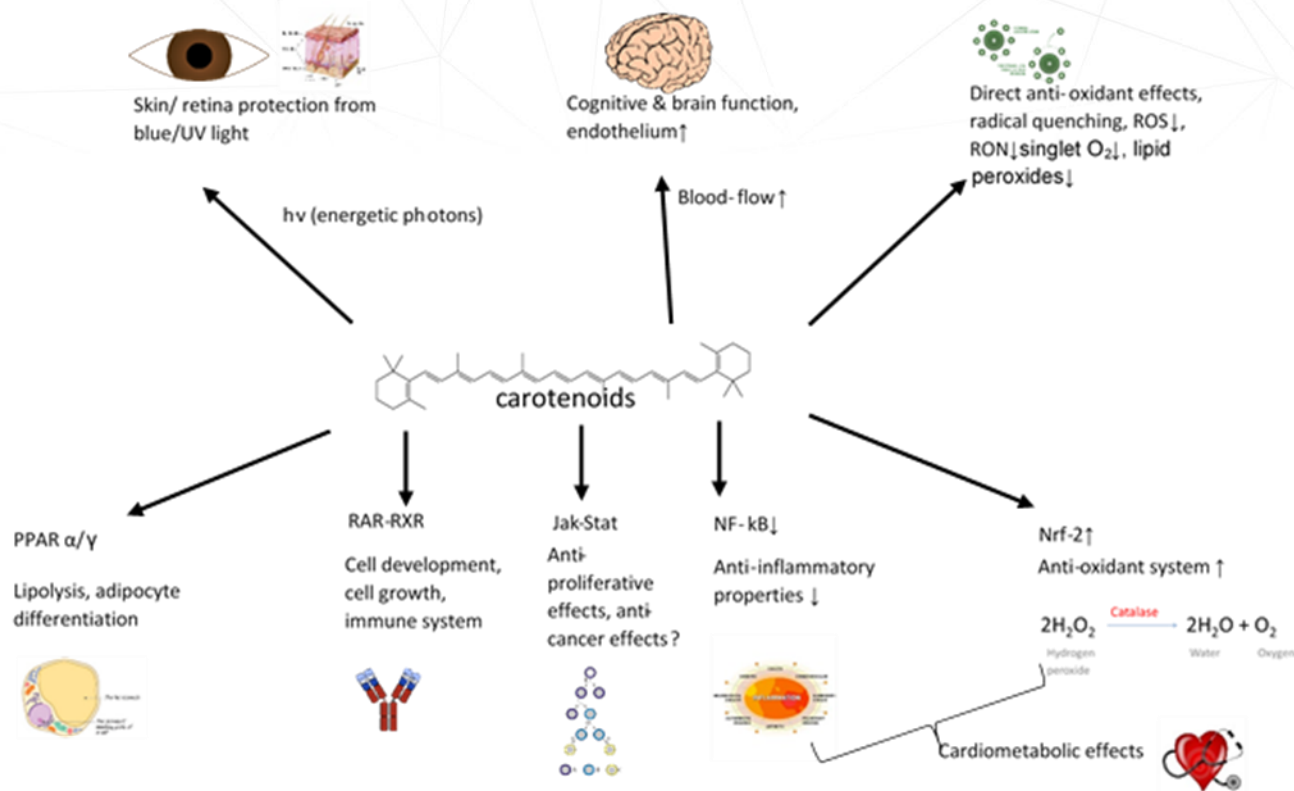 Skin/ retina protection from
blue/UV light
Cognitive & brain function,
endothelium↑
Direct anti-oxidant effects,
radical quenching, ROS↓,
RON↓singlet O₂↓, lipid
peroxides↓
hν (energetic photons)
Blood-flow↑
carotenoids
PPAR α/γ
Lipolysis, adipocyte
differentiation
RAR-RXR
Cell development,
cell growth,
immune system
Jak-Stat
Anti-
proliferative
effects, anti-
cancer effects?
NF-kB↓
Anti-inflammatory
properties ↓
Nrf-2↑
Anti-oxidant system ↑
2H₂O₂ Catalase 2H₂O + O₂
Hydrogen
peroxide
Water
Oxygen
Cardiometabolic effects